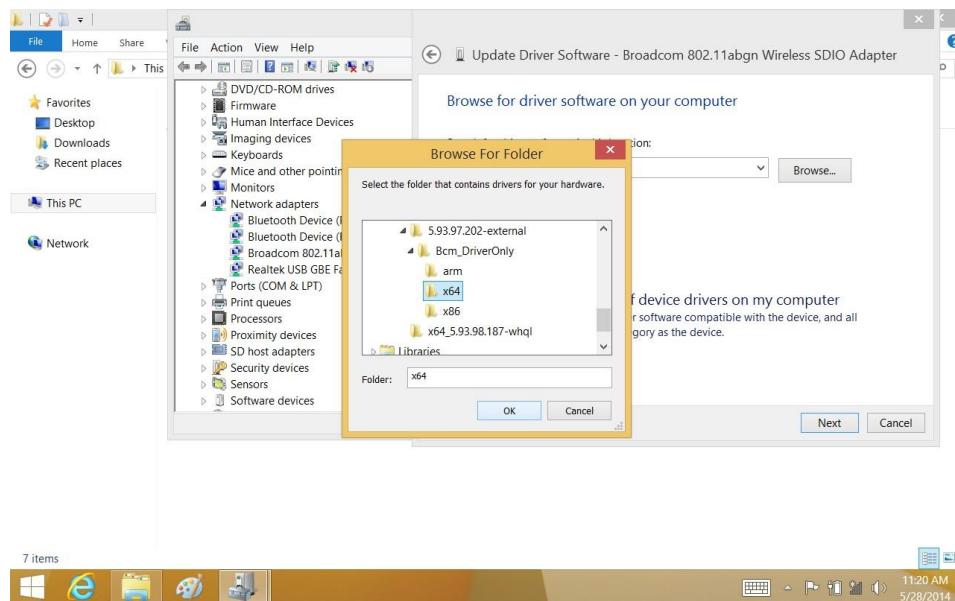 File
Home
Share
This
Favorites
Desktop
Downloads
Recent places
This PC
Network
7 items
File Action View Help
DVD/CD-ROM drives
Firmware
Human Interface Devices
Imaging devices
Keyboards
Mice and other pointin
Monitors
Network adapters
Bluetooth Device (
Bluetooth Device (
Broadcom 802.11a
Realtek USB GBE Fa
Ports (COM & LPT)
Print queues
Processors
Proximity devices
SD host adapters
Security devices
Sensors
Software devices
Update Driver Software - Broadcom 802.11abgn Wireless SDIO Adapter
Browse for driver software on your computer
tion:
Browse...
f device drivers on my computer
r software compatible with the device, and all
gory as the device.
Next
Cancel
Browse For Folder
Select the folder that contains drivers for your hardware.
5.93.97.202-external
Bcm_DriverOnly
arm
x64
x86
x64_5.93.98.187-whql
Libraries
Folder:
x64
OK
Cancel
11:20 AM
5/28/2014